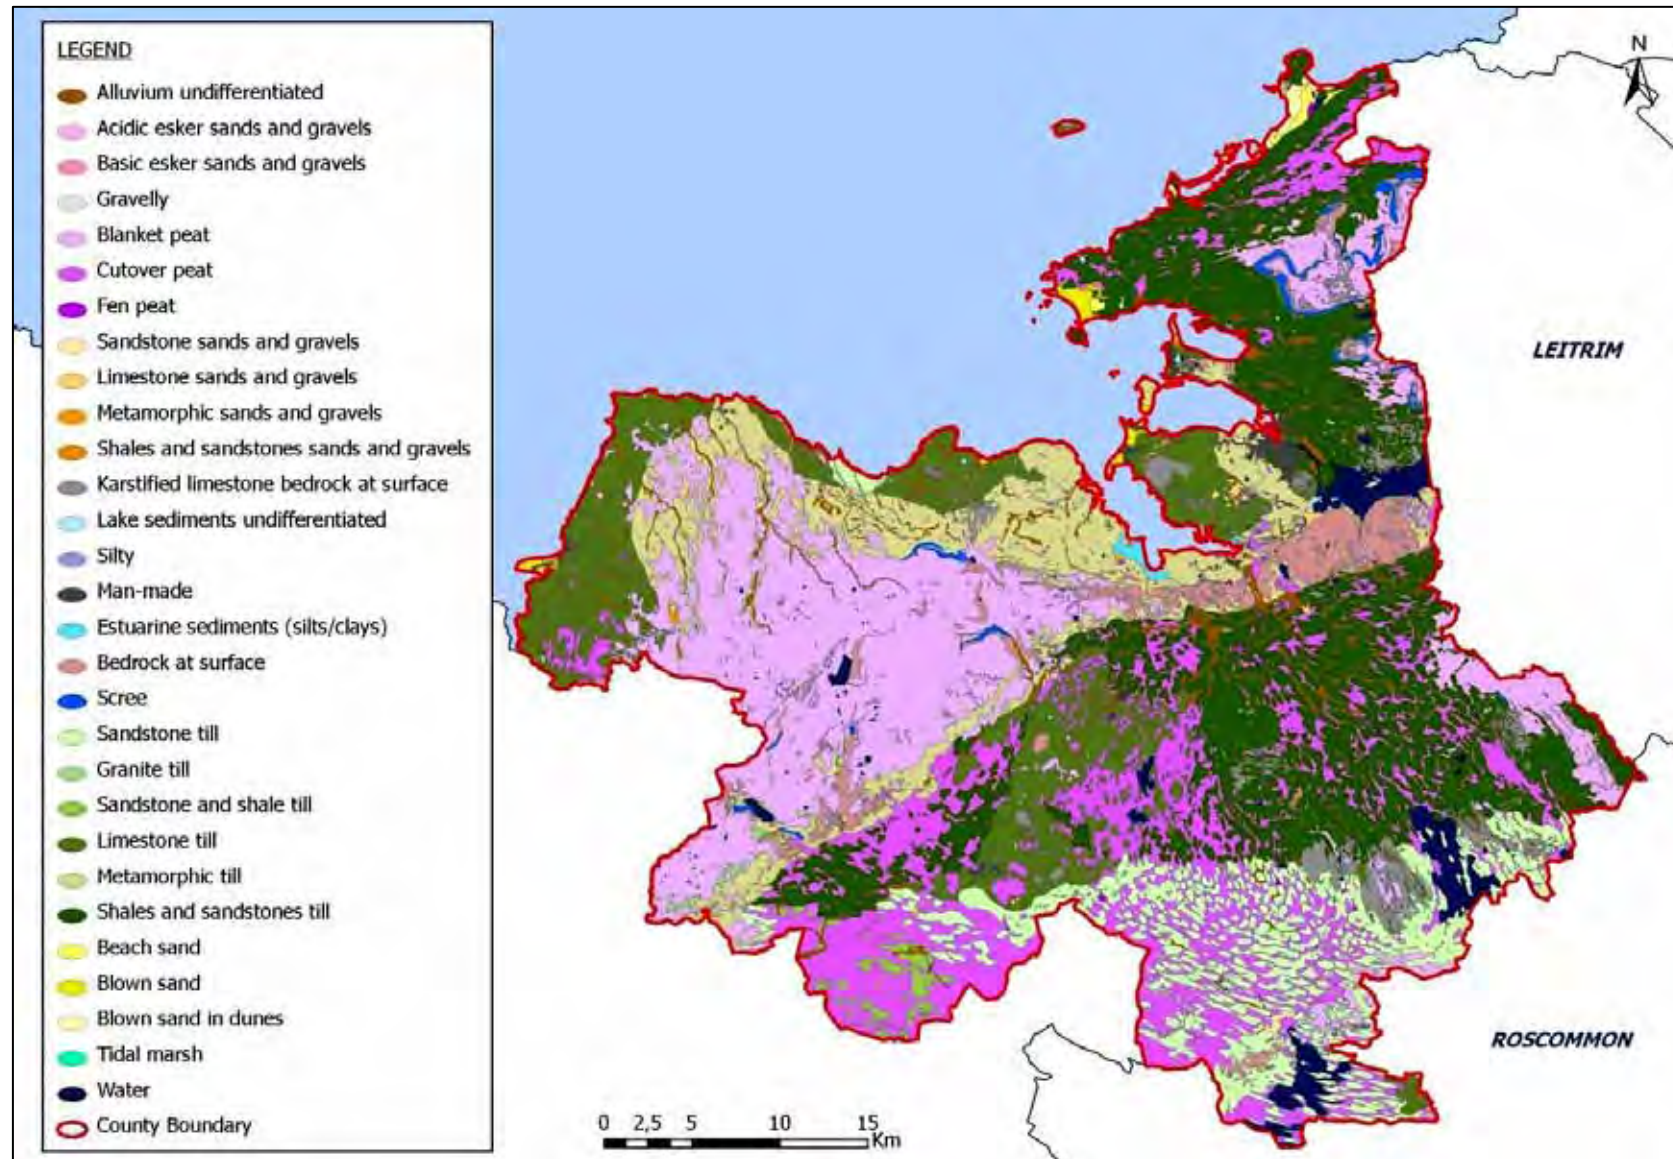 LEGEND
Alluvium undifferentiated
Acidic esker sands and gravels
Basic esker sands and gravels
Gravelly
Blanket peat
Cutover peat
Fen peat
Sandstone sands and gravels
Limestone sands and gravels
Metamorphic sands and gravels
Shales and sandstones sands and gravels
Karstified limestone bedrock at surface
Lake sediments undifferentiated
Silty
Man-made
Estuarine sediments (silts/clays)
Bedrock at surface
Scree
Sandstone till
Granite till
Sandstone and shale till
Limestone till
Metamorphic till
Shales and sandstones till
Beach sand
Blown sand
Blown sand in dunes
Tidal marsh
Water
County Boundary
N
LEITRIM
ROSCOMMON
0 2,5 5 10 15
Km